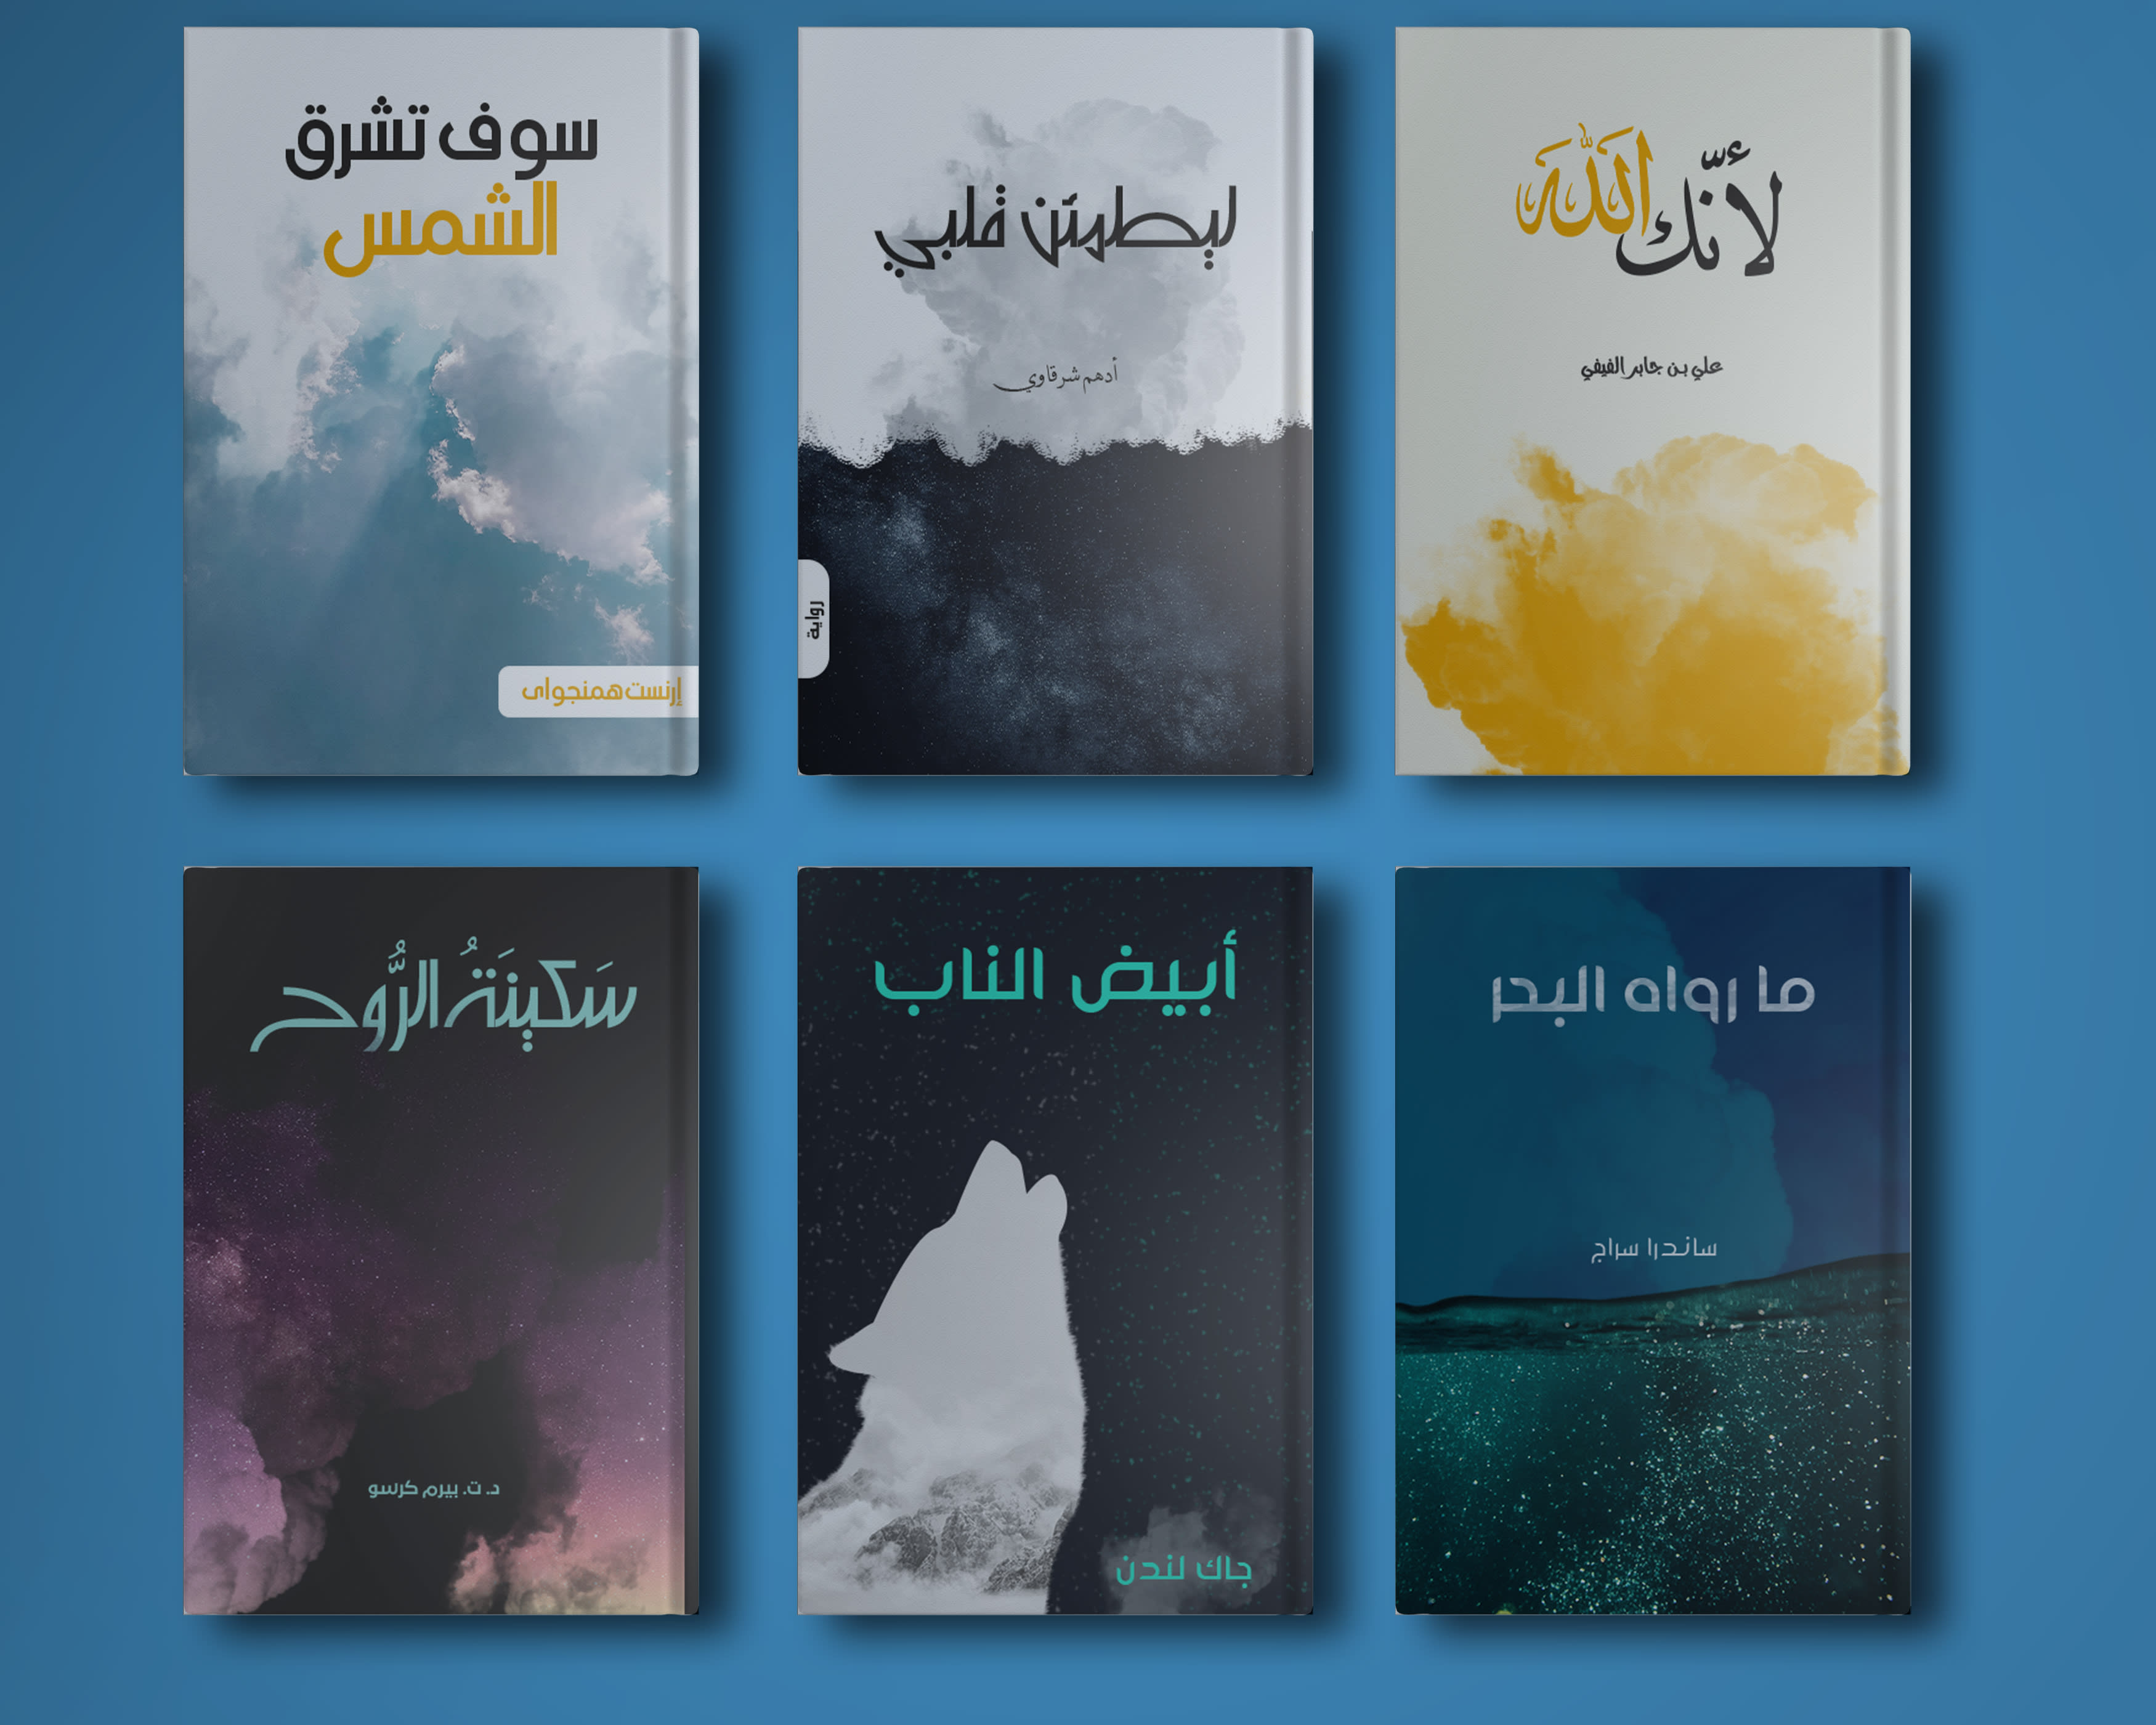 لأنّك الله
علي بن جابر الفيفي
ليطمئن قلبي
أدهم شرقاوي
رواية
سوف تشرق
الشمس
إرنست همنجواى
ما رواه البحر
ساندرا سراج
أبيض الناب
جاك لندن
سَكينَةُ الرُّوح
د. ت. بيرم كرسو